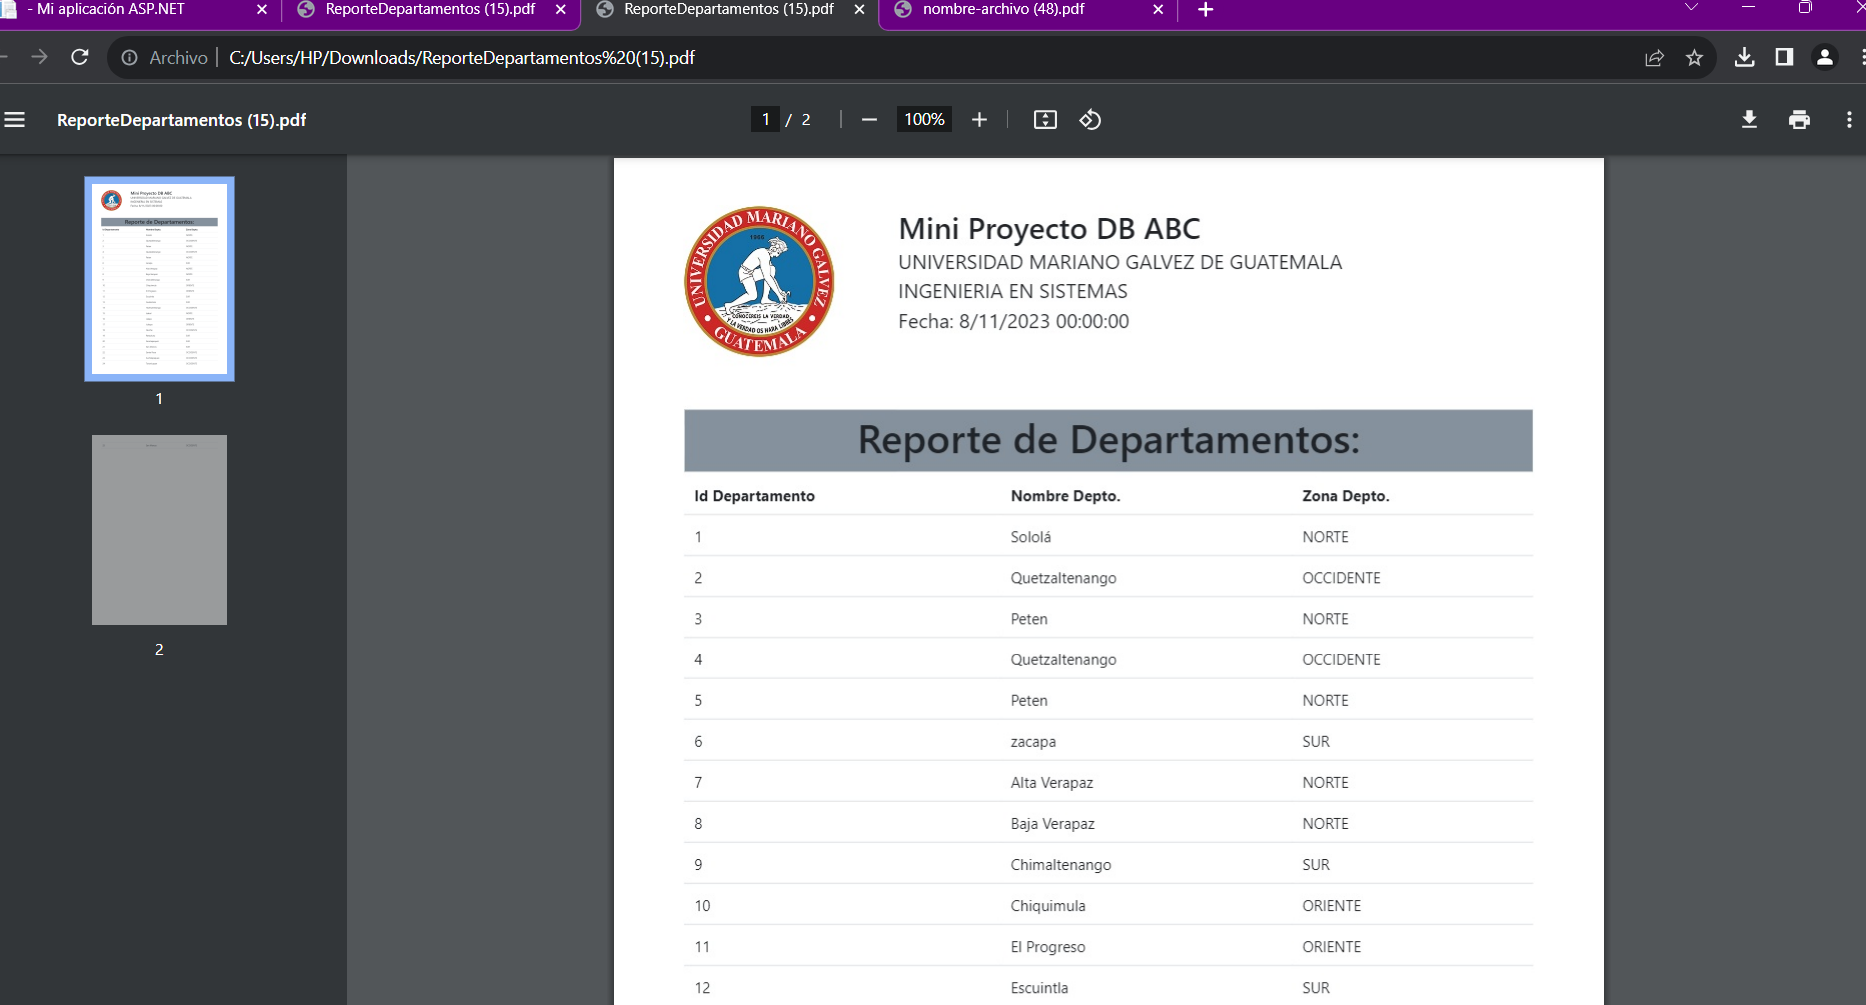 - Mi aplicación ASP.NET
ReporteDepartamentos (15).pdf
ReporteDepartamentos (15).pdf
nombre-archivo (48).pdf
Archivo
C:/Users/HP/Downloads/ReporteDepartamentos%20(15).pdf
ReporteDepartamentos (15).pdf
1 / 2
100%
1
2
UNIVERSIDAD MARIANO GALVEZ
GUATEMALA
CONOCEREIS LA VERDAD
Y LA VERDAD OS HARA LIBRES
Mini Proyecto DB ABC
UNIVERSIDAD MARIANO GALVEZ DE GUATEMALA
INGENIERIA EN SISTEMAS
Fecha: 8/11/2023 00:00:00
Reporte de Departamentos:
Id Departamento Nombre Depto. Zona Depto.
1 Sololá NORTE
2 Quetzaltenango OCCIDENTE
3 Peten NORTE
4 Quetzaltenango OCCIDENTE
5 Peten NORTE
6 zacapa SUR
7 Alta Verapaz NORTE
8 Baja Verapaz NORTE
9 Chimaltenango SUR
10 Chiquimula ORIENTE
11 El Progreso ORIENTE
12 Escuintla SUR